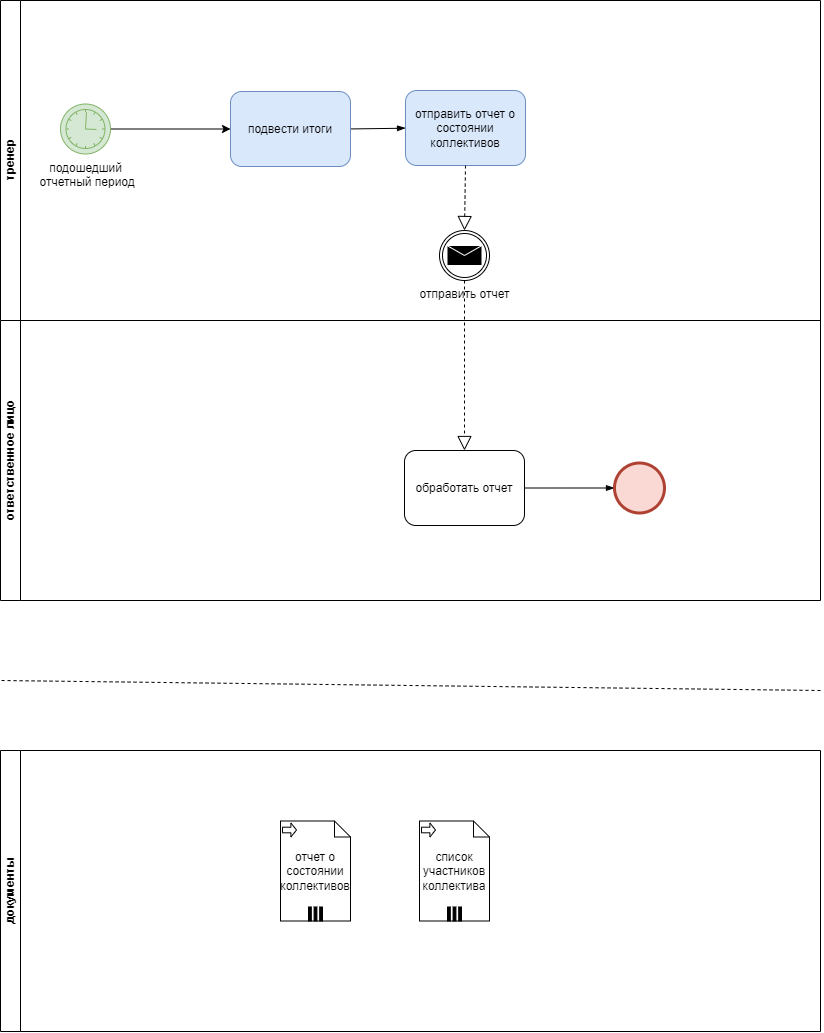 тренер
подошедший
отчетный период
подвести итоги
отправить отчет о
состоянии
коллективов
отправить отчет
ответственное лицо
обработать отчет
документы
отчет о
состоянии
коллективов
список
участников
коллектива